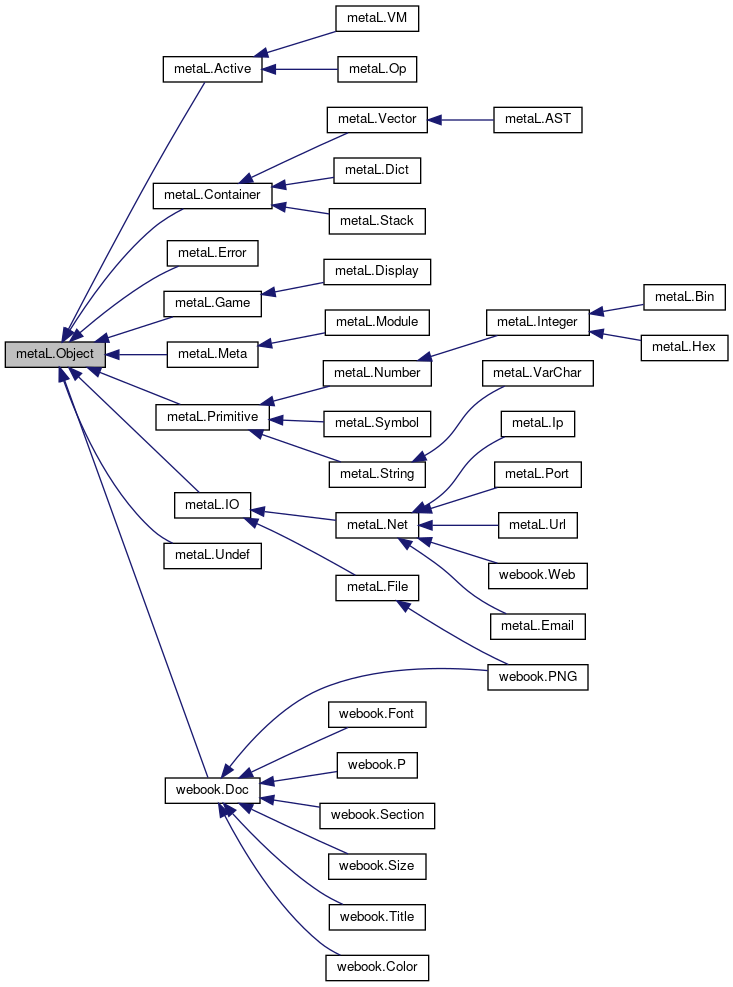 metaL.VM
metaL.Active
metaL.Op
metaL.Vector
metaL.AST
metaL.Dict
metaL.Container
metaL.Stack
metaL.Error
metaL.Display
metaL.Game
metaL.Bin
metaL.Module
metaL.Integer
metaL.Object
metaL.Meta
metaL.Hex
metaL.Number
metaL.VarChar
metaL.Primitive
metaL.Symbol
metaL.Ip
metaL.String
metaL.Port
metaL.IO
metaL.Net
metaL.Url
metaL.Undef
webook.Web
metaL.File
metaL.Email
webook.PNG
webook.Font
webook.P
webook.Doc
webook.Section
webook.Size
webook.Title
webook.Color